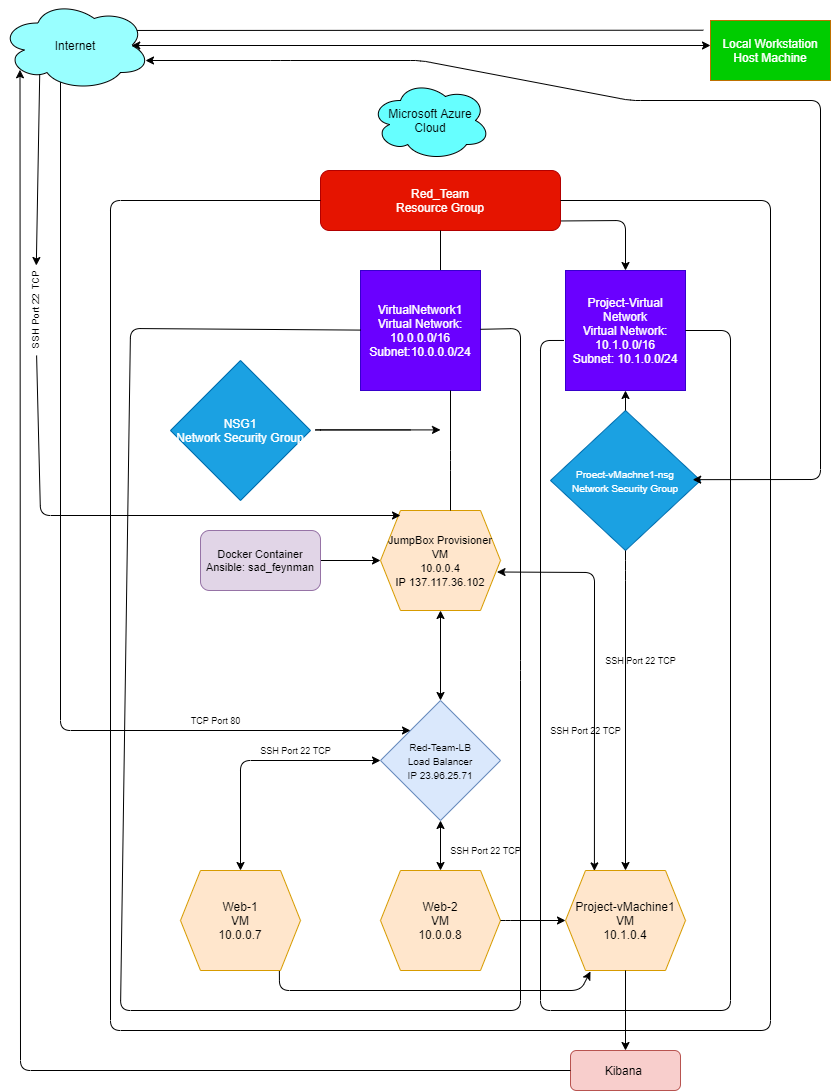 Internet
Local Workstation
Host Machine
Microsoft Azure
Cloud
Red_Team
Resource Group
VirtualNetwork1
Virtual Network:
10.0.0.0/16
Subnet:10.0.0.0/24
Project-Virtual
Network
Virtual Network:
10.1.0.0/16
Subnet: 10.1.0.0/24
SSH Port 22 TCP
NSG1
Network Security Group
Proect-vMachne1-nsg
Network Security Group
JumpBox Provisioner
VM
10.0.0.4
IP 137.117.36.102
Docker Container
Ansible: sad_feynman
SSH Port 22 TCP
TCP Port 80
SSH Port 22 TCP
Red-Team-LB
Load Balancer
IP 23.96.25.71
SSH Port 22 TCP
SSH Port 22 TCP
Web-1
VM
10.0.0.7
Web-2
VM
10.0.0.8
Project-vMachine1
VM
10.1.0.4
Kibana